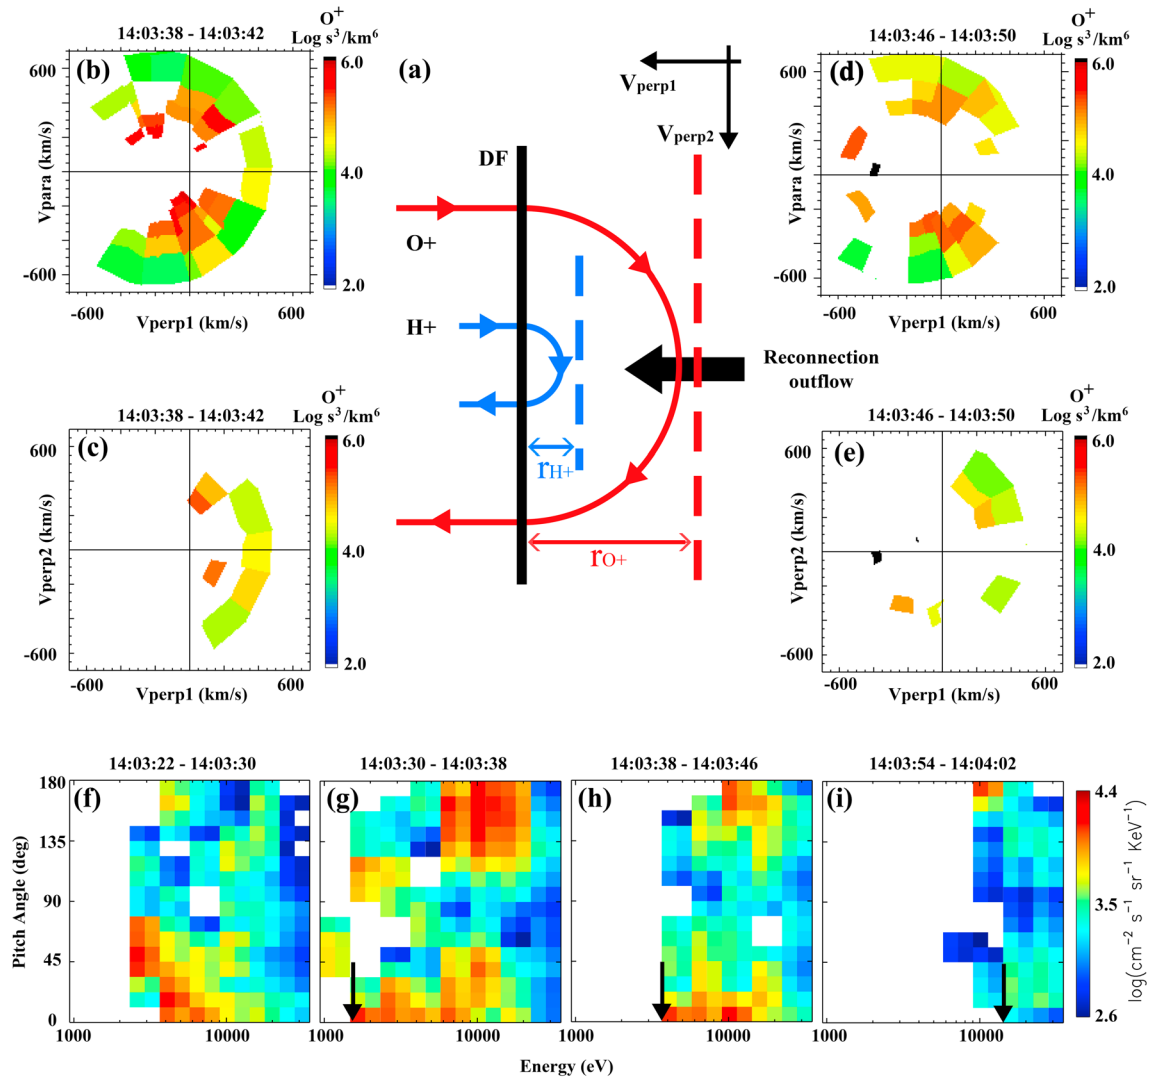 14:03:38 - 14:03:42
O+
Log s³/km⁶
(b)
600
Vpara (km/s)
-600
-600
600
Vperp1 (km/s)
6.0
4.0
2.0
(a)
Vperp1
Vperp2
DF
O+
H+
rH+
rO+
Reconnection
outflow
14:03:46 - 14:03:50
O+
Log s³/km⁶
(d)
600
Vpara (km/s)
-600
-600
600
Vperp1 (km/s)
6.0
4.0
2.0
14:03:38 - 14:03:42
O+
Log s³/km⁶
(c)
600
Vperp2 (km/s)
-600
-600
600
Vperp1 (km/s)
6.0
4.0
2.0
14:03:46 - 14:03:50
O+
Log s³/km⁶
(e)
600
Vperp2 (km/s)
-600
-600
600
Vperp1 (km/s)
6.0
4.0
2.0
14:03:22 - 14:03:30
14:03:30 - 14:03:38
14:03:38 - 14:03:46
14:03:54 - 14:04:02
(f)
(g)
(h)
(i)
180
135
90
45
0
Pitch Angle (deg)
1000
10000
1000
10000
1000
10000
1000
10000
Energy (eV)
4.4
3.5
2.6
log(cm⁻² s⁻¹ sr⁻¹ KeV⁻¹)